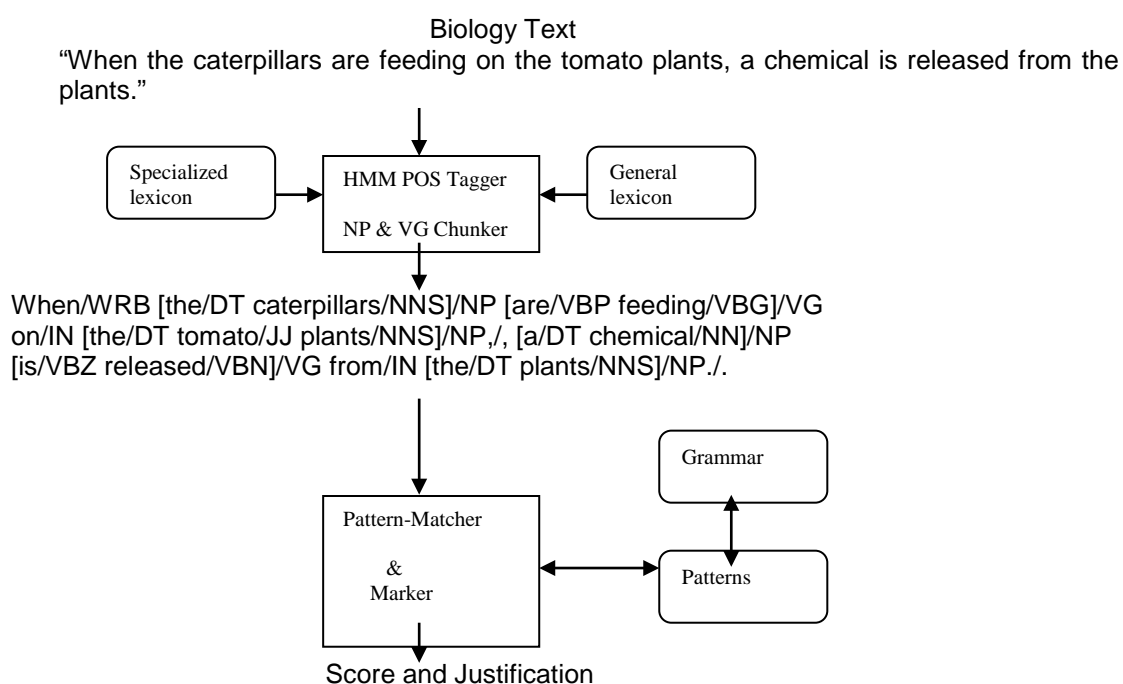 Biology Text
“When the caterpillars are feeding on the tomato plants, a chemical is released from the
plants.”
Specialized
lexicon
HMM POS Tagger
NP & VG Chunker
General
lexicon
When/WRB [the/DT caterpillars/NNS]/NP [are/VBP feeding/VBG]/VG
on/IN [the/DT tomato/JJ plants/NNS]/NP,/, [a/DT chemical/NN]/NP
[is/VBZ released/VBN]/VG from/IN [the/DT plants/NNS]/NP./.
Grammar
Pattern-Matcher
&
Marker
Patterns
Score and Justification